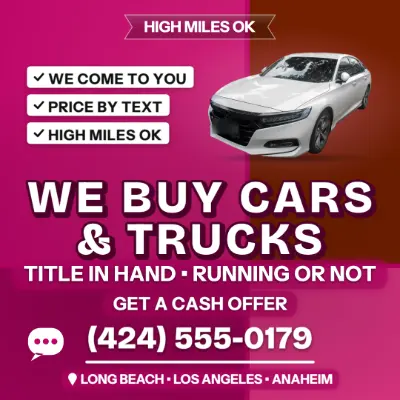 HIGH MILES OK
✓ WE COME TO YOU
✓ PRICE BY TEXT
✓ HIGH MILES OK
WE BUY CARS
& TRUCKS
TITLE IN HAND • RUNNING OR NOT
GET A CASH OFFER
(424) 555-0179
LONG BEACH • LOS ANGELES • ANAHEIM